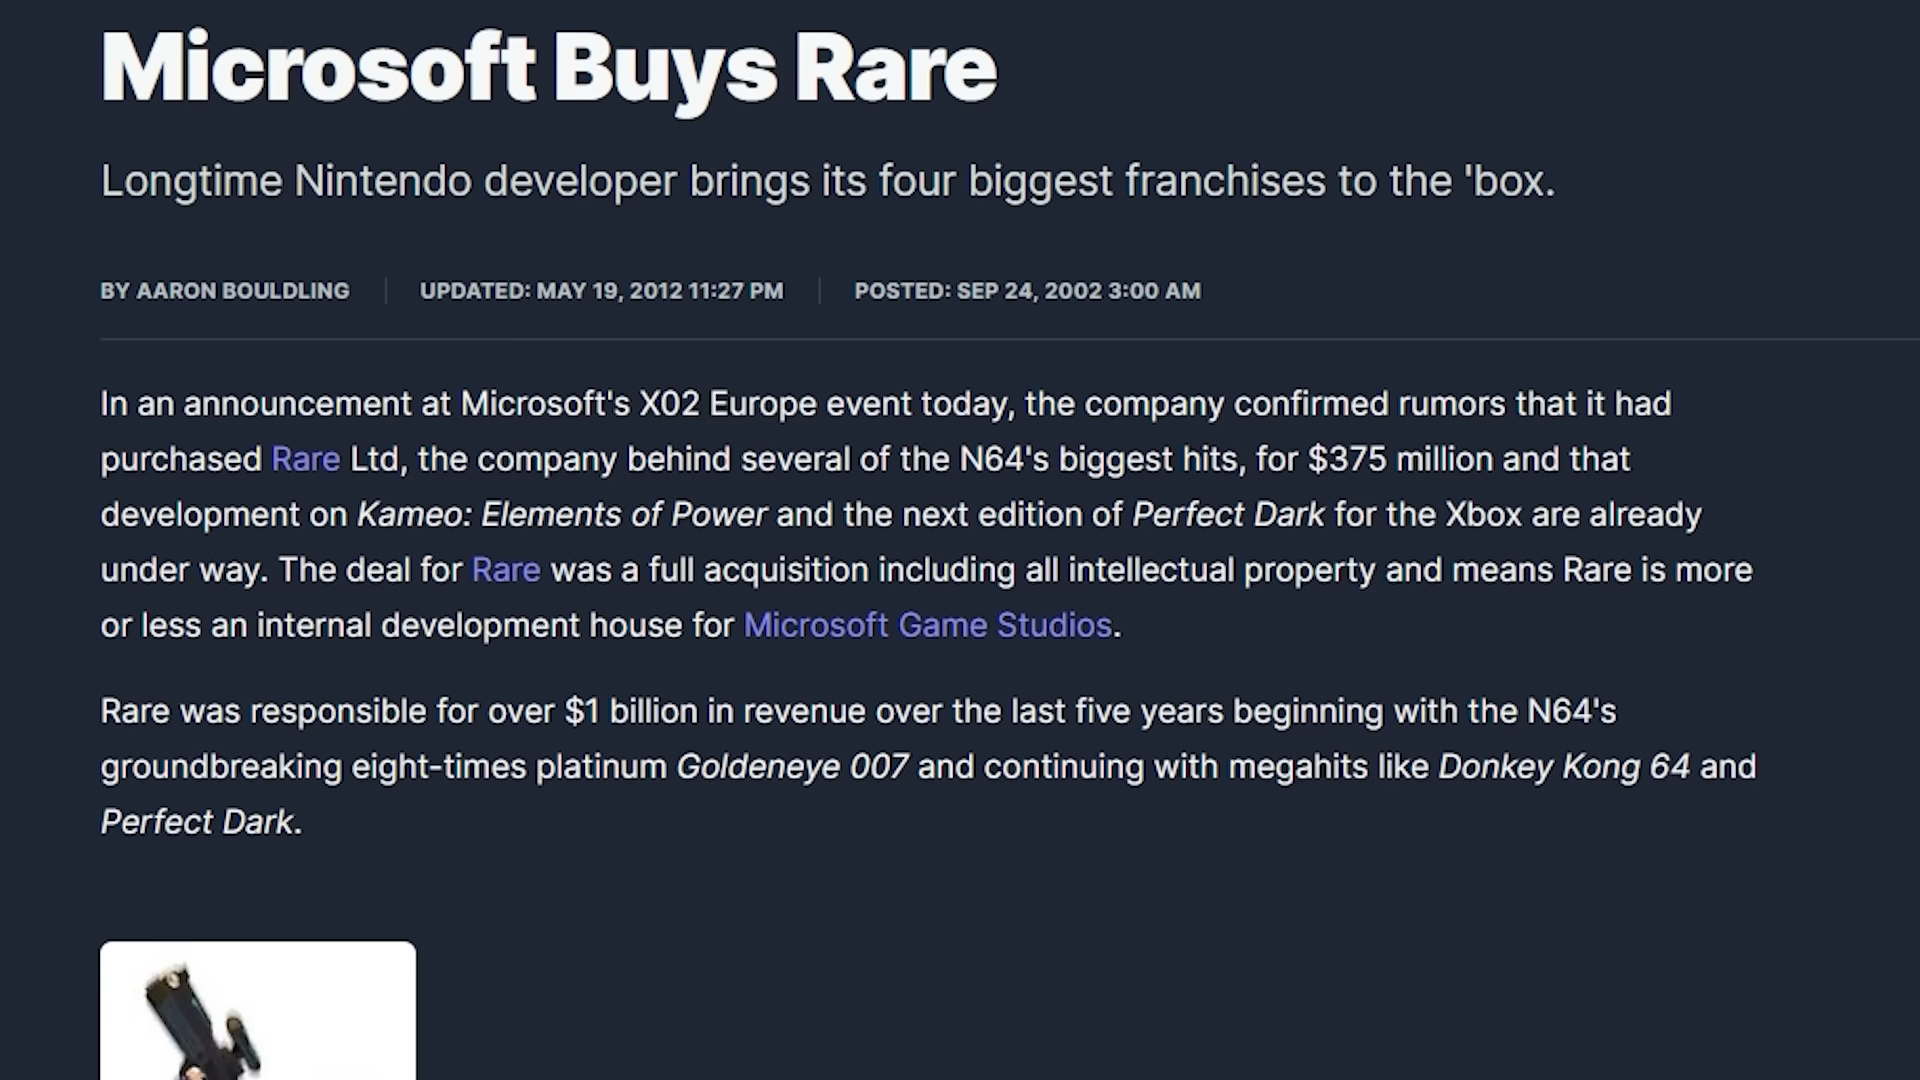 Microsoft Buys Rare
Longtime Nintendo developer brings its four biggest franchises to the 'box.
BY AARON BOULDLING
UPDATED: MAY 19, 2012 11:27 PM
POSTED: SEP 24, 2002 3:00 AM
In an announcement at Microsoft's X02 Europe event today, the company confirmed rumors that it had
purchased Rare Ltd, the company behind several of the N64's biggest hits, for $375 million and that
development on Kameo: Elements of Power and the next edition of Perfect Dark for the Xbox are already
under way. The deal for Rare was a full acquisition including all intellectual property and means Rare is more
or less an internal development house for Microsoft Game Studios.
Rare was responsible for over $1 billion in revenue over the last five years beginning with the N64's
groundbreaking eight-times platinum Goldeneye 007 and continuing with megahits like Donkey Kong 64 and
Perfect Dark.